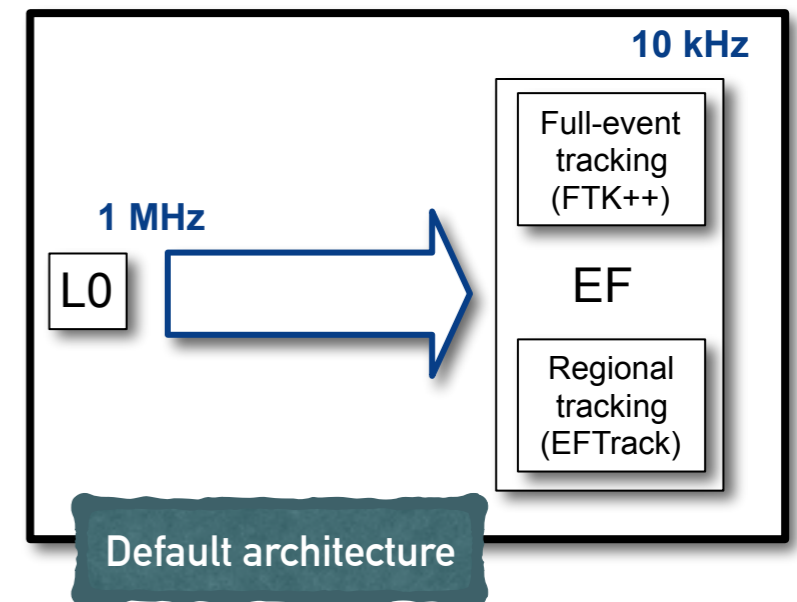 10 kHz
Full-event
tracking
(FTK++)
1 MHz
L0
EF
Regional
tracking
(EFTrack)
Default architecture